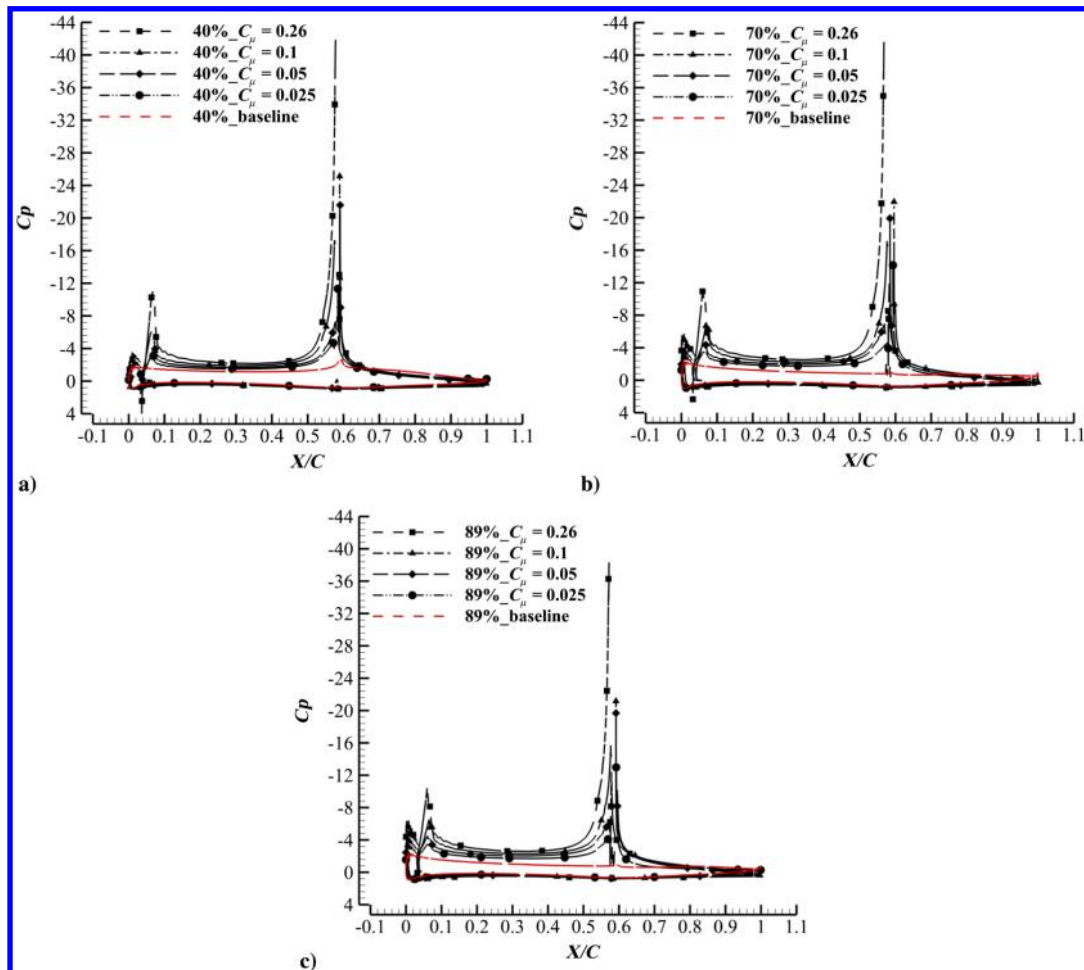 -44
-40
-36
-32
-28
-24
-20
-16
-12
-8
-4
0
4
Cp
40%_Cμ = 0.26
40%_Cμ = 0.1
40%_Cμ = 0.05
40%_Cμ = 0.025
40%_baseline
-0.1 0 0.1 0.2 0.3 0.4 0.5 0.6 0.7 0.8 0.9 1 1.1
X/C
a)
-44
-40
-36
-32
-28
-24
-20
-16
-12
-8
-4
0
4
Cp
70%_Cμ = 0.26
70%_Cμ = 0.1
70%_Cμ = 0.05
70%_Cμ = 0.025
70%_baseline
-0.1 0 0.1 0.2 0.3 0.4 0.5 0.6 0.7 0.8 0.9 1 1.1
X/C
b)
-44
-40
-36
-32
-28
-24
-20
-16
-12
-8
-4
0
4
Cp
89%_Cμ = 0.26
89%_Cμ = 0.1
89%_Cμ = 0.05
89%_Cμ = 0.025
89%_baseline
-0.1 0 0.1 0.2 0.3 0.4 0.5 0.6 0.7 0.8 0.9 1 1.1
X/C
c)